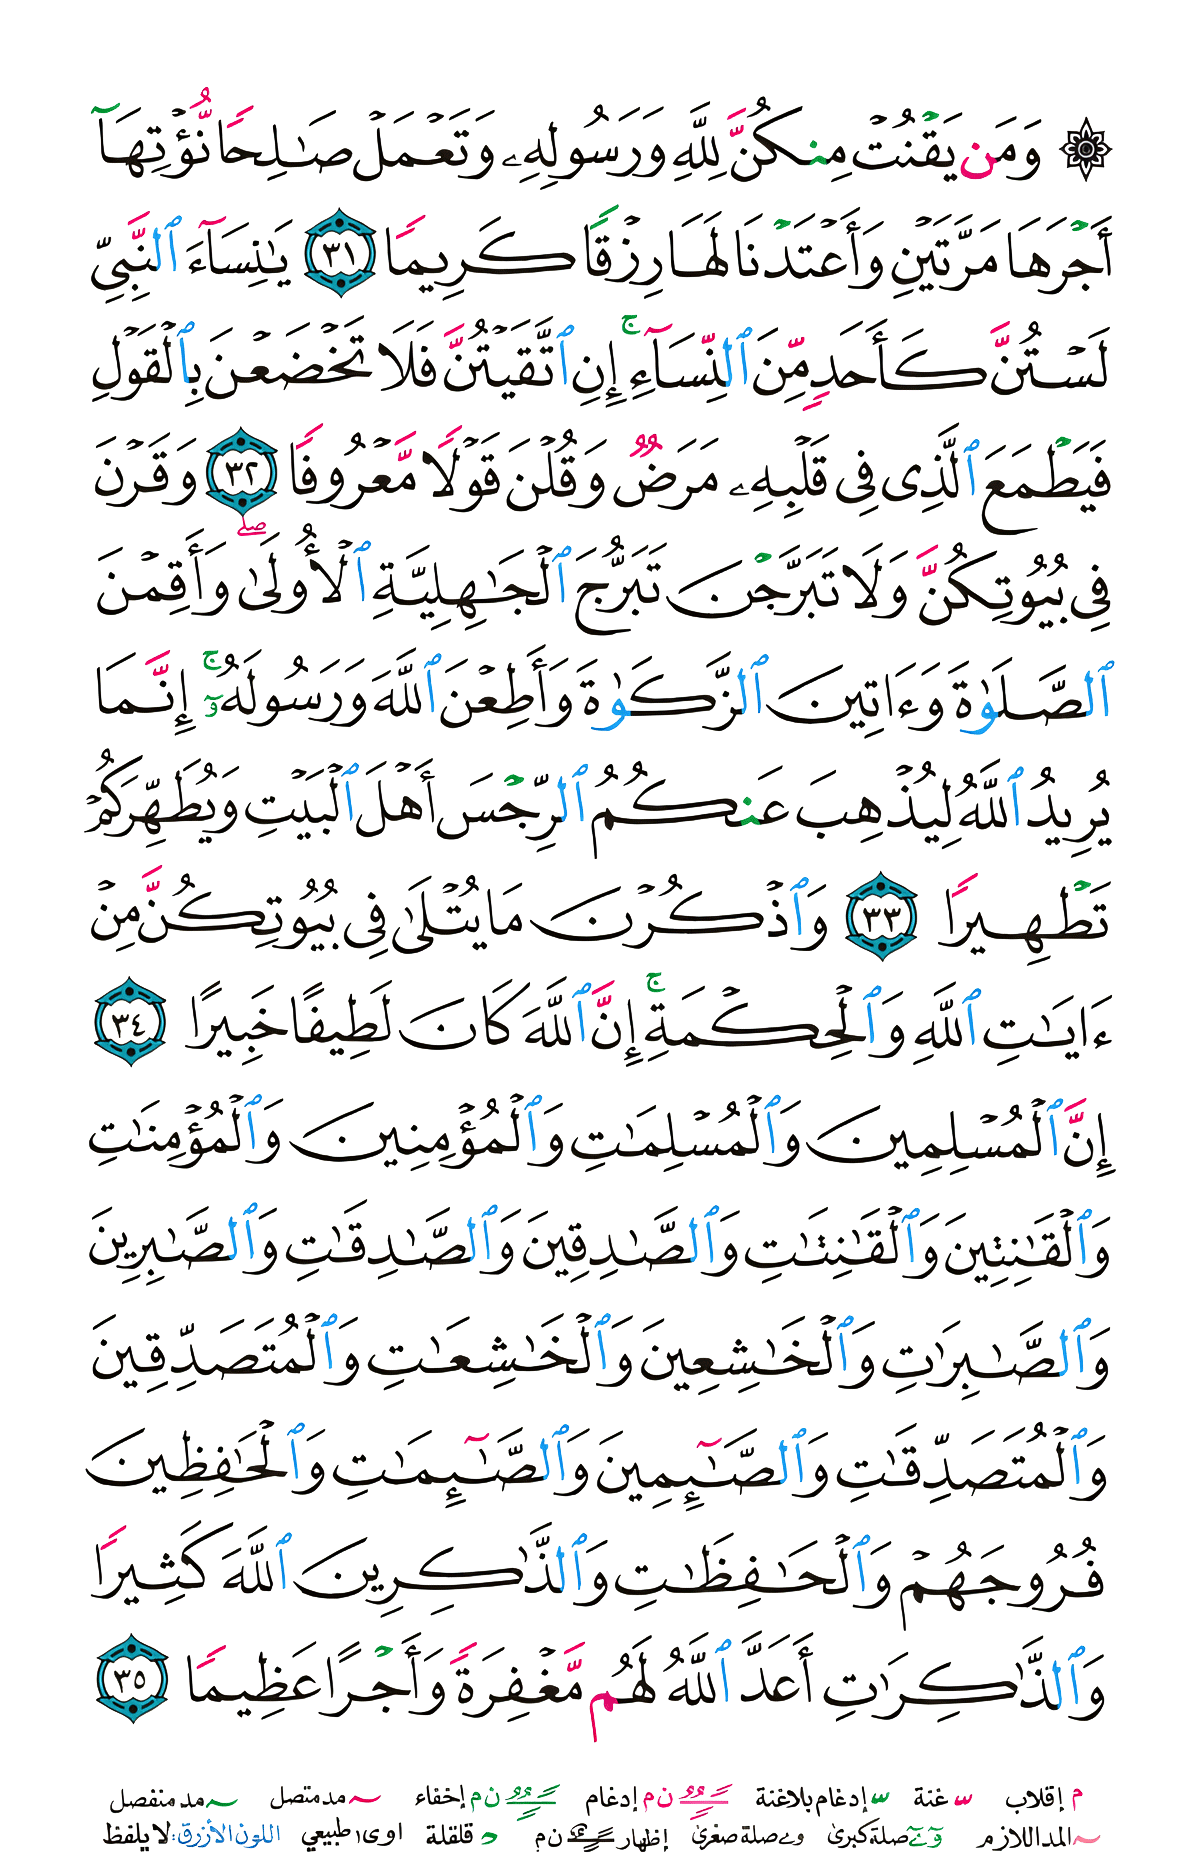 ۞ وَمَن يَقْنُتْ مِنكُنَّ لِلَّهِ وَرَسُولِهِۦ وَتَعْمَلْ صَـٰلِحًا نُّؤْتِهَآ
أَجْرَهَا مَرَّتَيْنِ وَأَعْتَدْنَا لَهَا رِزْقًا كَرِيمًا ٣١ يَـٰنِسَآءَ ٱلنَّبِىِّ
لَسْتُنَّ كَأَحَدٍ مِّنَ ٱلنِّسَآءِ ۚ إِنِ ٱتَّقَيْتُنَّ فَلَا تَخْضَعْنَ بِٱلْقَوْلِ
فَيَطْمَعَ ٱلَّذِى فِى قَلْبِهِۦ مَرَضٌ وَقُلْنَ قَوْلًا مَّعْرُوفًا ٣٢ وَقَرْنَ
فِى بُيُوتِكُنَّ وَلَا تَبَرَّجْنَ تَبَرُّجَ ٱلْجَـٰهِلِيَّةِ ٱلْأُولَىٰ ۖ وَأَقِمْنَ
ٱلصَّلَوٰةَ وَءَاتِينَ ٱلزَّكَوٰةَ وَأَطِعْنَ ٱللَّهَ وَرَسُولَهُۥٓ ۚ إِنَّمَا
يُرِيدُ ٱللَّهُ لِيُذْهِبَ عَنكُمُ ٱلرِّجْسَ أَهْلَ ٱلْبَيْتِ وَيُطَهِّرَكُمْ
تَطْهِيرًا ٣٣ وَٱذْكُرْنَ مَا يُتْلَىٰ فِى بُيُوتِكُنَّ مِنْ
ءَايَـٰتِ ٱللَّهِ وَٱلْحِكْمَةِ ۚ إِنَّ ٱللَّهَ كَانَ لَطِيفًا خَبِيرًا ٣٤
إِنَّ ٱلْمُسْلِمِينَ وَٱلْمُسْلِمَـٰتِ وَٱلْمُؤْمِنِينَ وَٱلْمُؤْمِنَـٰتِ
وَٱلْقَـٰنِتِينَ وَٱلْقَـٰنِتَـٰتِ وَٱلصَّـٰدِقِينَ وَٱلصَّـٰدِقَـٰتِ وَٱلصَّـٰبِرِينَ
وَٱلصَّـٰبِرَٰتِ وَٱلْخَـٰشِعِينَ وَٱلْخَـٰشِعَـٰتِ وَٱلْمُتَصَدِّقِينَ
وَٱلْمُتَصَدِّقَـٰتِ وَٱلصَّـٰٓئِمِينَ وَٱلصَّـٰٓئِمَـٰتِ وَٱلْحَـٰفِظِينَ
فُرُوجَهُمْ وَٱلْحَـٰفِظَـٰتِ وَٱلذَّٰكِرِينَ ٱللَّهَ كَثِيرًا
وَٱلذَّٰكِرَٰتِ أَعَدَّ ٱللَّهُ لَهُم مَّغْفِرَةً وَأَجْرًا عَظِيمًا ٣٥
م إقلاب غنة إدغام بلاغنة ن م إدغام ن م إخفاء مد متصل مد منفصل
المد اللازم صلة كبرى و ے صلة صغرى إظهار ن م قلقلة اوى طبيعي اللون الأزرق: لا يلفظ